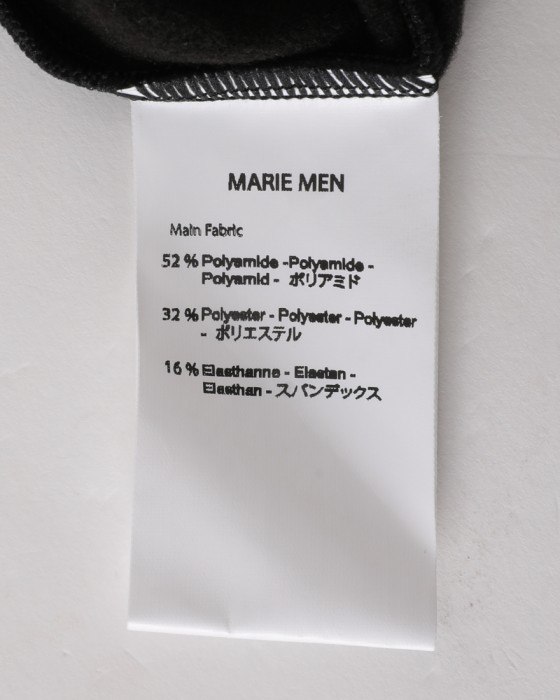 MARIE MEN
Main Fabric
52 % Polyamide -Polyamide -
Polyamid - ポリアミド
32 % Polyester - Polyester - Polyester
- ポリエステル
16 % Elasthanne - Elastan -
Elasthan - スパンデックス